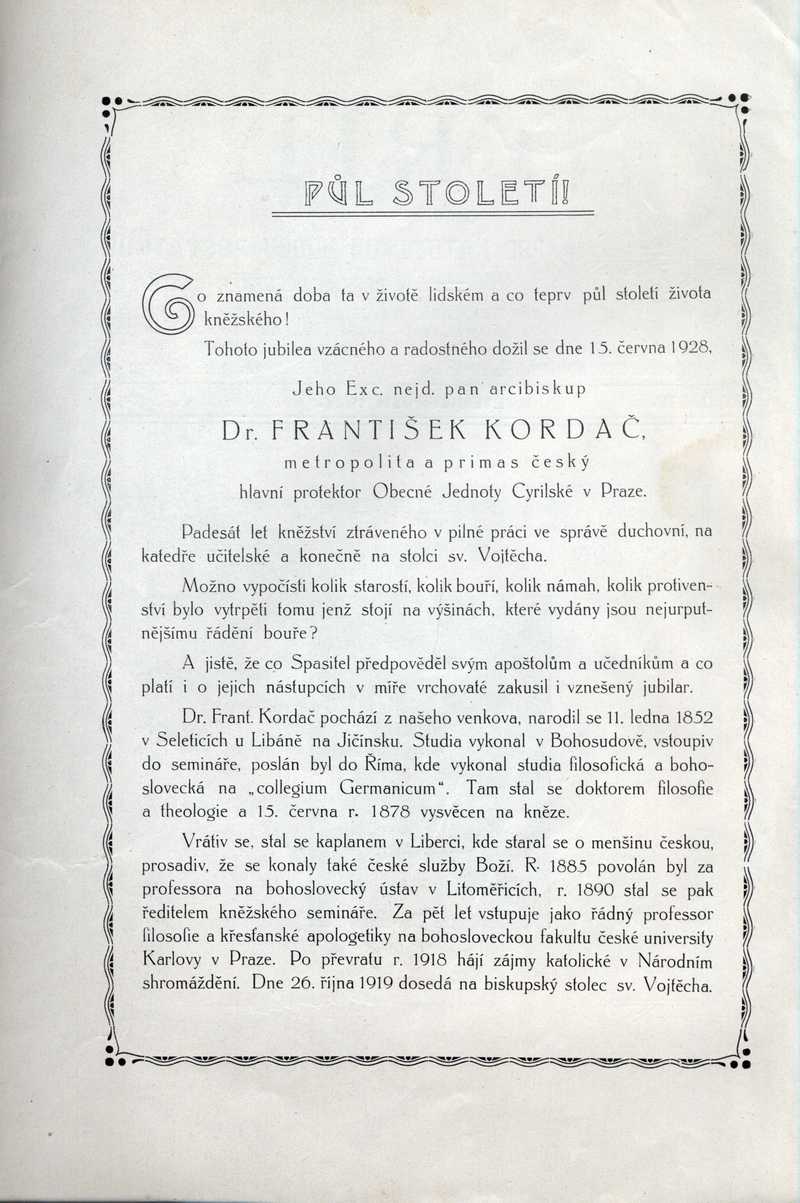 PŮL STOLETÍ!
Co znamená doba ta v životě lidském a co teprv půl století života
kněžského!
Tohoto jubilea vzácného a radostného dožil se dne 15. června 1928,
Jeho Exc. nejd. pan arcibiskup
Dr. FRANTIŠEK KORDAČ,
metropolita a primas český
hlavní protektor Obecné Jednoty Cyrilské v Praze.
Padesát let kněžství ztráveného v pilné práci ve správě duchovní, na
katedře učitelské a konečně na stolci sv. Vojtěcha.
Možno vypočísti kolik starostí, kolik bouří, kolik námah, kolik protiven-
ství bylo vytrpěti tomu jenž stojí na výšinách, které vydány jsou nejurput-
nějšímu řádění bouře?
A jistě, že co Spasitel předpověděl svým apoštolům a učedníkům a co
platí i o jejich nástupcích v míře vrchovaté zakusil i vznešený jubilar.
Dr. Frant. Kordač pochází z našeho venkova, narodil se 11. ledna 1852
v Seleticích u Libáně na Jičínsku. Studia vykonal v Bohosudově, vstoupiv
do semináře, poslán byl do Říma, kde vykonal studia filosofická a boho-
slovecká na „collegium Germanicum“. Tam stal se doktorem filosofie
a theologie a 15. června r. 1878 vysvěcen na kněze.
Vrátiv se, stal se kaplanem v Liberci, kde staral se o menšinu českou,
prosadiv, že se konaly také české služby Boží. R. 1885 povolán byl za
professora na bohoslovecký ústav v Litoměřicích, r. 1890 stal se pak
ředitelem kněžského semináře. Za pět let vstupuje jako řádný professor
filosofie a křesťanské apologetiky na bohosloveckou fakultu české university
Karlovy v Praze. Po převratu r. 1918 hájí zájmy katolické v Národním
shromáždění. Dne 26. října 1919 dosedá na biskupský stolec sv. Vojtěcha.